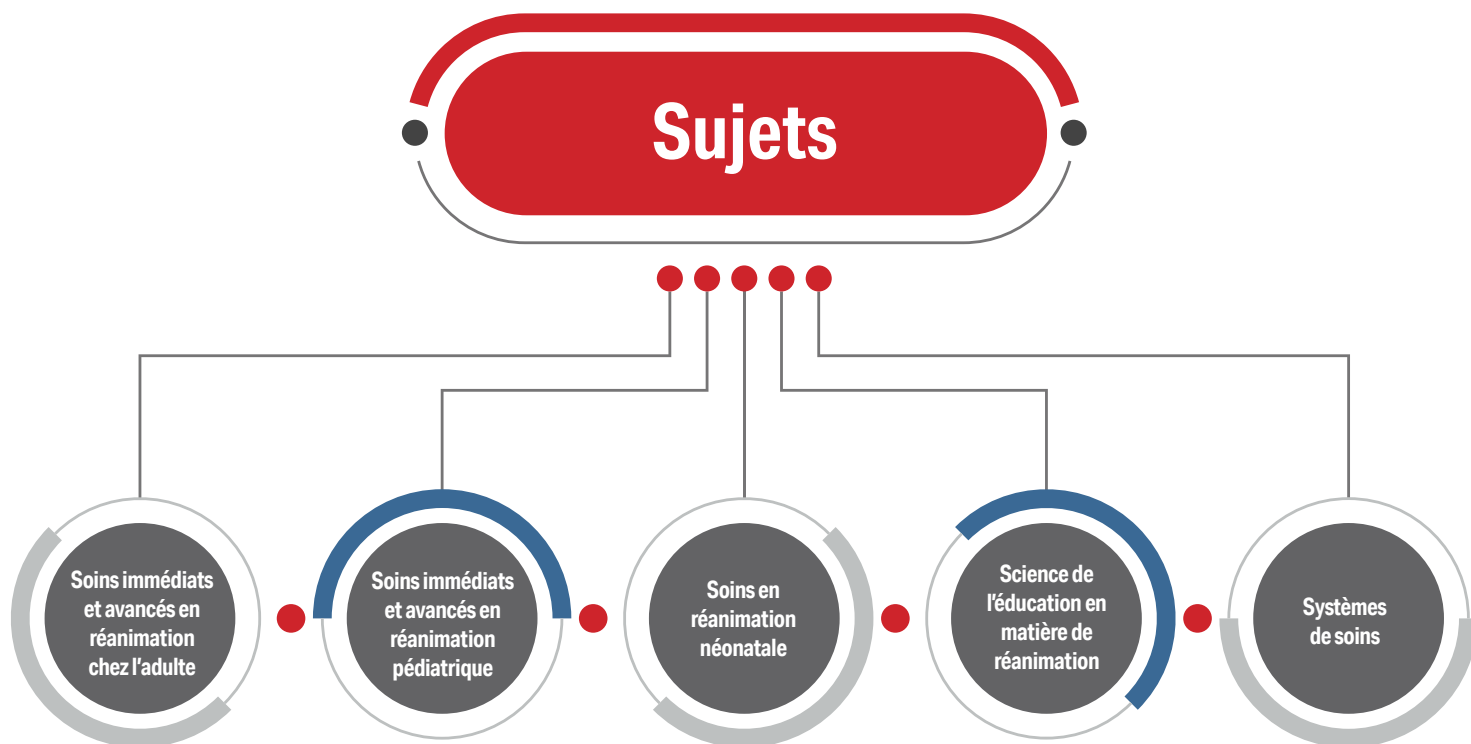 Sujets
Soins immédiats
et avancés en
réanimation
chez l'adulte
Soins immédiats
et avancés en
réanimation
pédiatrique
Soins en
réanimation
néonatale
Science de
l'éducation en
matière de
réanimation
Systèmes
de soins